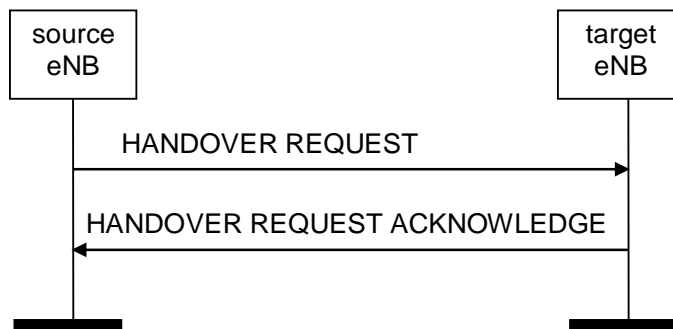 source
eNB
target
eNB
HANDOVER REQUEST
HANDOVER REQUEST ACKNOWLEDGE